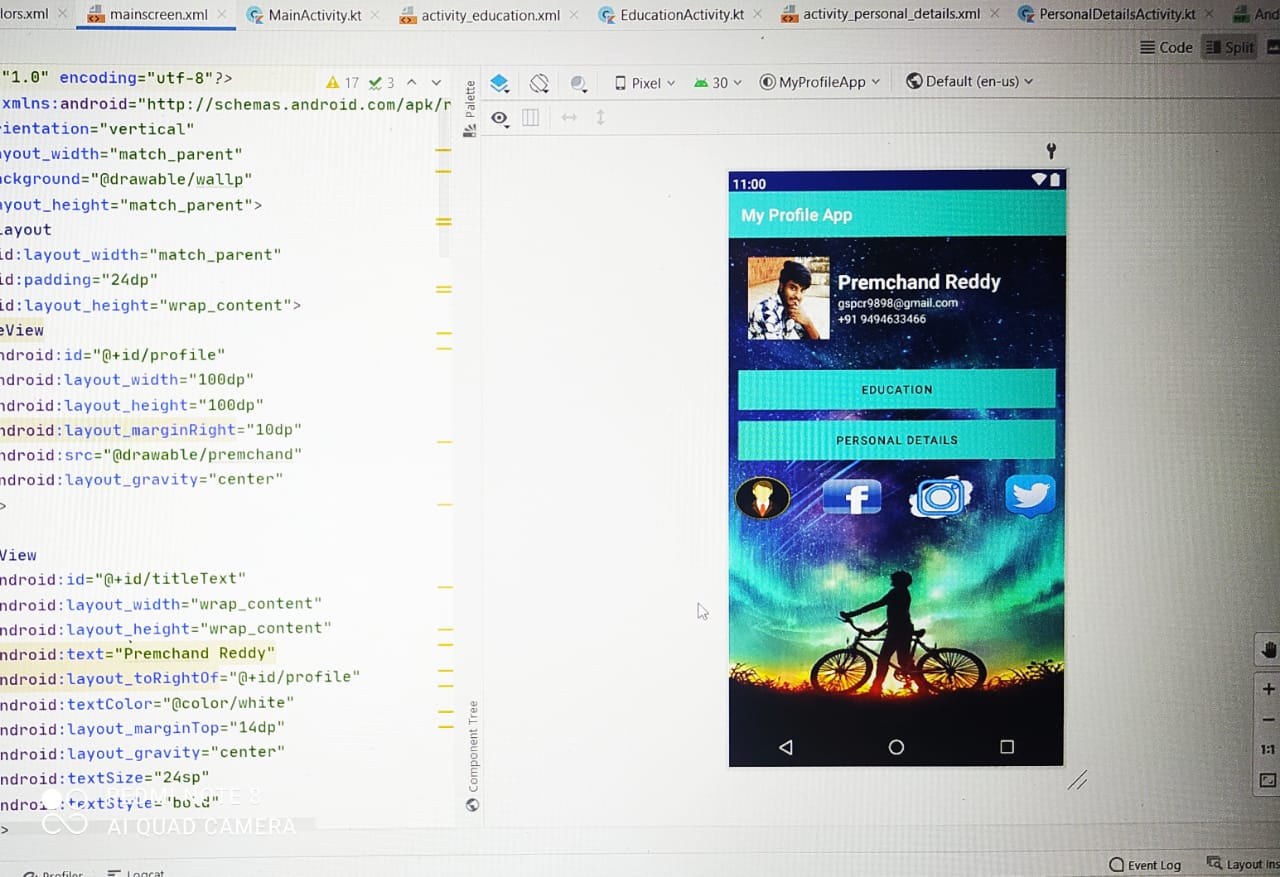 lors.xml
mainscreen.xml
MainActivity.kt
activity_education.xml
EducationActivity.kt
activity_personal_details.xml
PersonalDetailsActivity.kt
And
Code
Split
"1.0" encoding="utf-8"?>
17
3
xmlns:android="http://schemas.android.com/apk/r
rientation="vertical"
ayout_width="match_parent"
ackground="@drawable/wallp"
ayout_height="match_parent">
Layout
id:layout_width="match_parent"
id:padding="24dp"
id:layout_height="wrap_content">
eView
ndroid:id="@+id/profile"
ndroid:layout_width="100dp"
ndroid:layout_height="100dp"
ndroid:layout_marginRight="10dp"
ndroid:src="@drawable/premchand"
ndroid:layout_gravity="center"
>
View
ndroid:id="@+id/titleText"
ndroid:layout_width="wrap_content"
ndroid:layout_height="wrap_content"
ndroid:text="Premchand Reddy"
ndroid:layout_toRightOf="@+id/profile"
ndroid:textColor="@color/white"
ndroid:layout_marginTop="14dp"
ndroid:layout_gravity="center"
ndroid:textSize="24sp"
ndroid:textStyle="bold"
>
REDMI NOTE 8
AI QUAD CAMERA
Profiler
Logcat
Palette
Component Tree
Pixel
30
MyProfileApp
Default (en-us)
11:00
My Profile App
Premchand Reddy
gspcr9898@gmail.com
+91 9494633466
EDUCATION
PERSONAL DETAILS
1:1
Event Log
Layout Ins